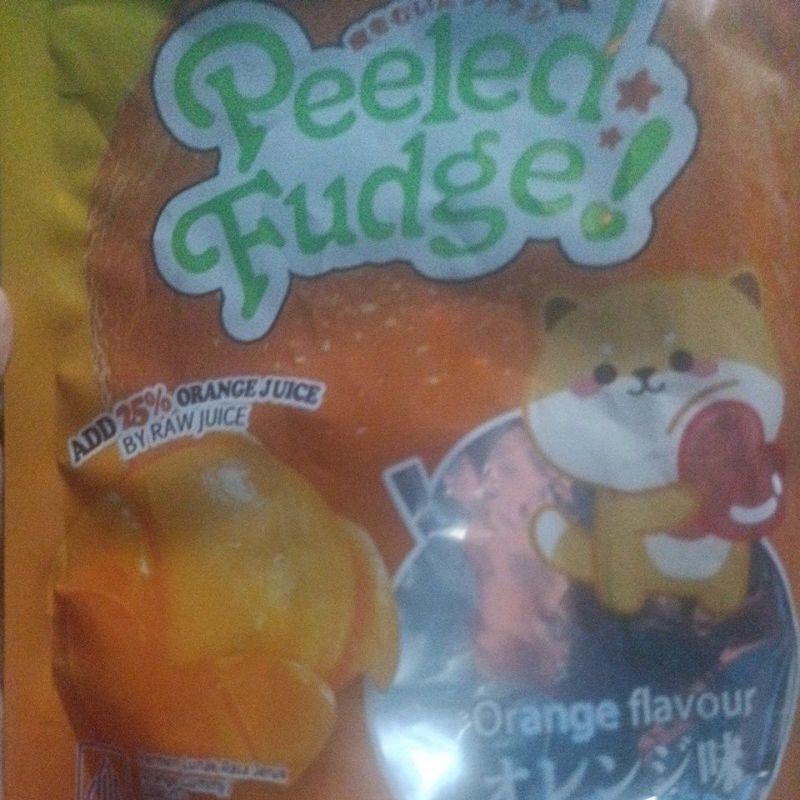 Peeled
Fudge!
ADD 25% ORANGE JUICE
BY RAW JUICE
Orange flavour
オレンジ味